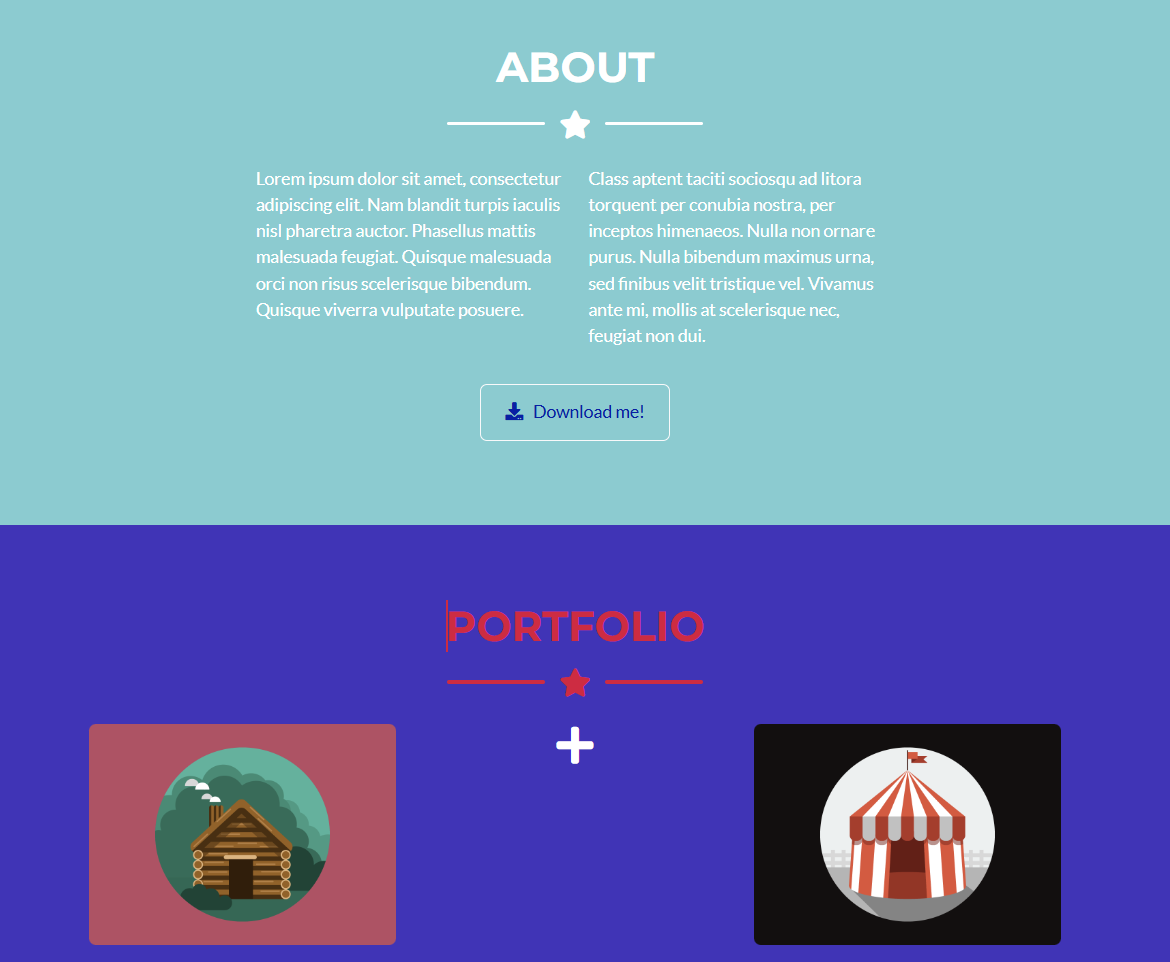 ABOUT
Lorem ipsum dolor sit amet, consectetur
adipiscing elit. Nam blandit turpis iaculis
nisl pharetra auctor. Phasellus mattis
malesuada feugiat. Quisque malesuada
orci non risus scelerisque bibendum.
Quisque viverra vulputate posuere.
Class aptent taciti sociosqu ad litora
torquent per conubia nostra, per
inceptos himenaeos. Nulla non ornare
purus. Nulla bibendum maximus urna,
sed finibus velit tristique vel. Vivamus
ante mi, mollis at scelerisque nec,
feugiat non dui.
Download me!
PORTFOLIO